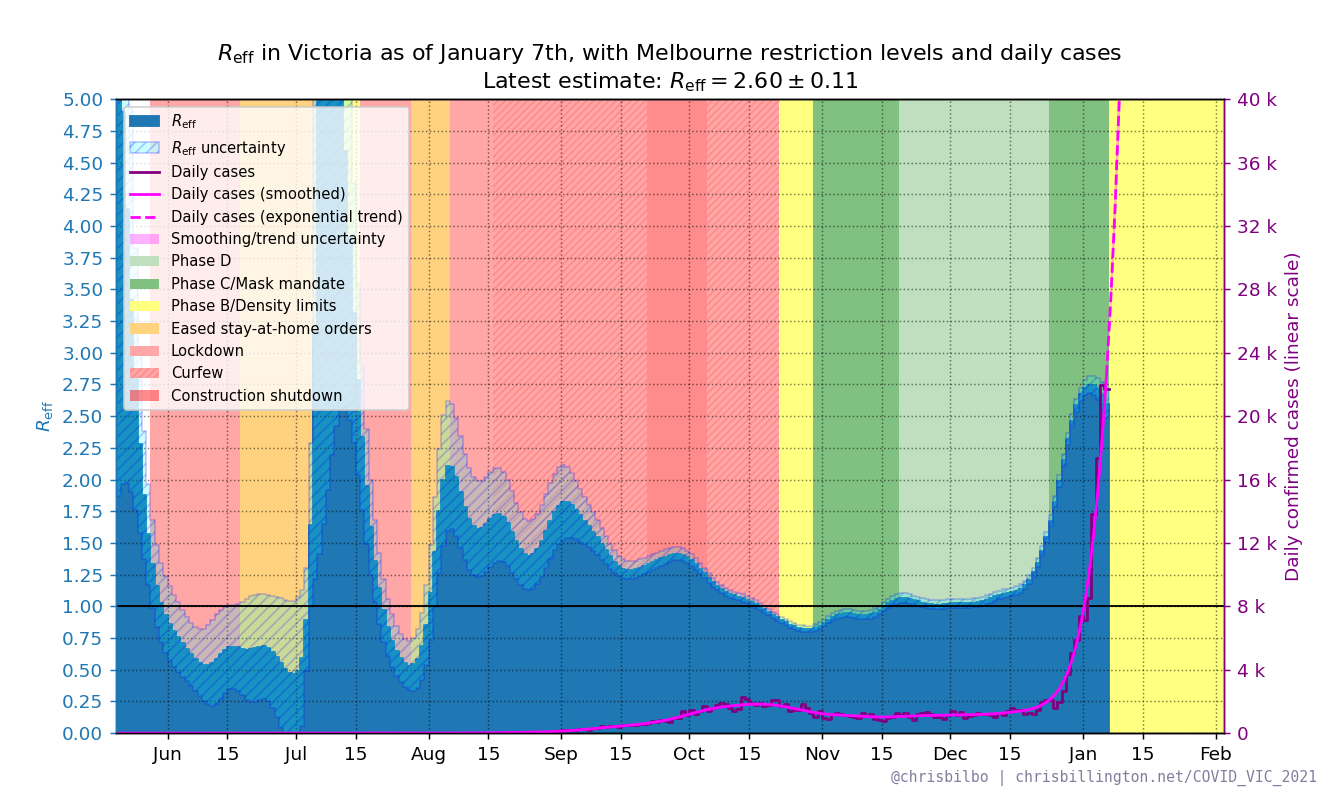 R_eff in Victoria as of January 7th, with Melbourne restriction levels and daily cases
Latest estimate: R_eff = 2.60 ± 0.11
R_eff
R_eff uncertainty
Daily cases
Daily cases (smoothed)
Daily cases (exponential trend)
Smoothing/trend uncertainty
Phase D
Phase C/Mask mandate
Phase B/Density limits
Eased stay-at-home orders
Lockdown
Curfew
Construction shutdown
5.00
4.75
4.50
4.25
4.00
3.75
3.50
3.25
3.00
2.75
2.50
2.25
2.00
1.75
1.50
1.25
1.00
0.75
0.50
0.25
0.00
R_eff
40 k
36 k
32 k
28 k
24 k
20 k
16 k
12 k
8 k
4 k
0
Daily confirmed cases (linear scale)
Jun 15 Jul 15 Aug 15 Sep 15 Oct 15 Nov 15 Dec 15 Jan 15 Feb
@chrisbilbo | chrisbillington.net/COVID_VIC_2021